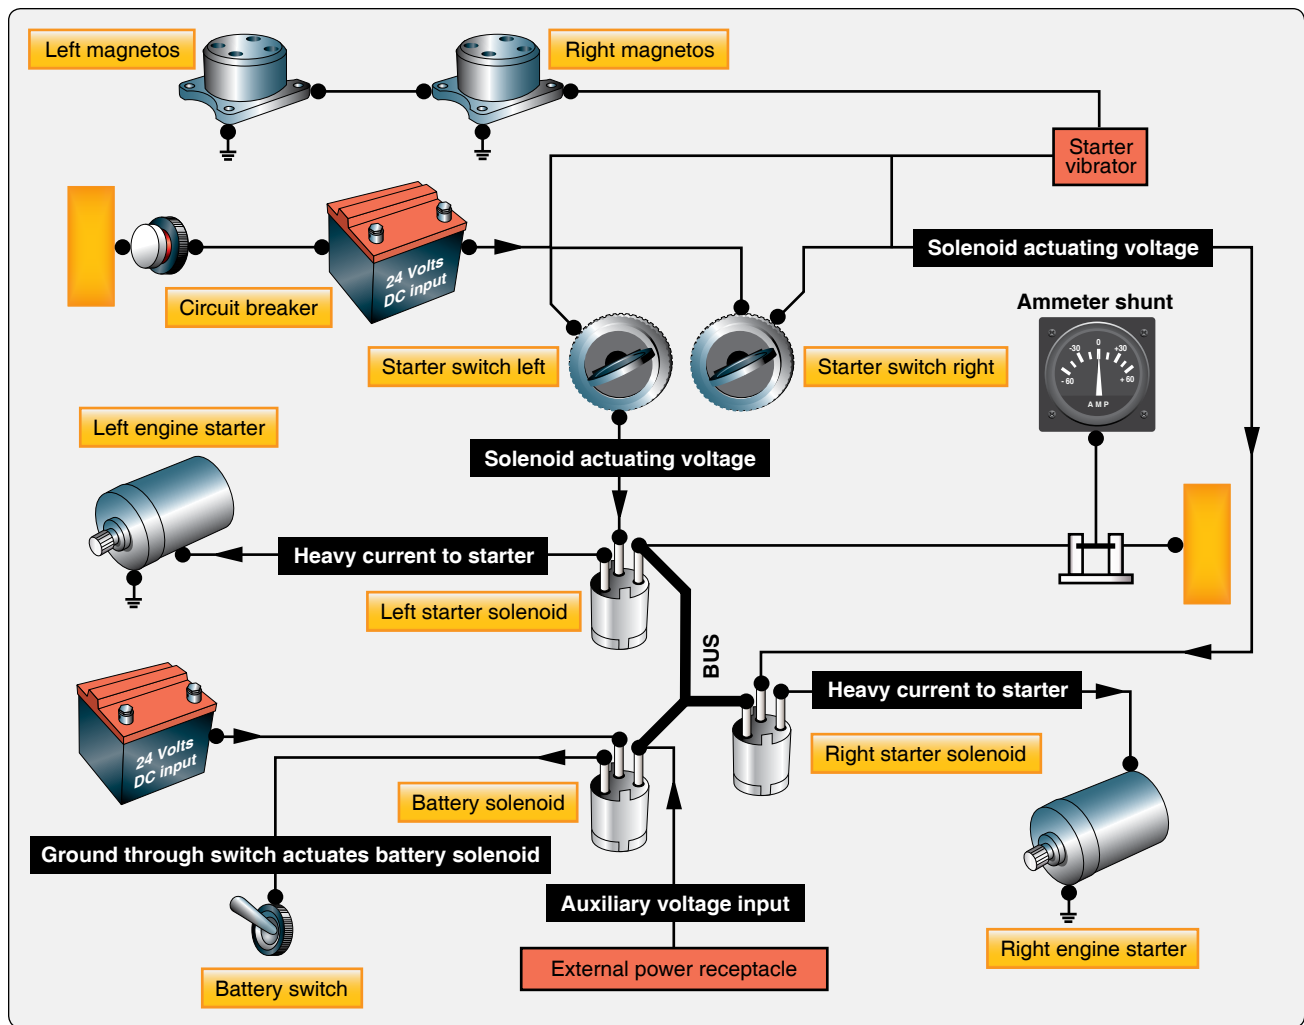 Left magnetos
Right magnetos
Starter
vibrator
24 Volts
DC input
Solenoid actuating voltage
Circuit breaker
Ammeter shunt
Starter switch left
Starter switch right
-60
-30
0
+30
+60
AMP
Left engine starter
Solenoid actuating voltage
Heavy current to starter
Left starter solenoid
BUS
Heavy current to starter
Right starter solenoid
24 Volts
DC input
Battery solenoid
Ground through switch actuates battery solenoid
Auxiliary voltage input
Right engine starter
External power receptacle
Battery switch